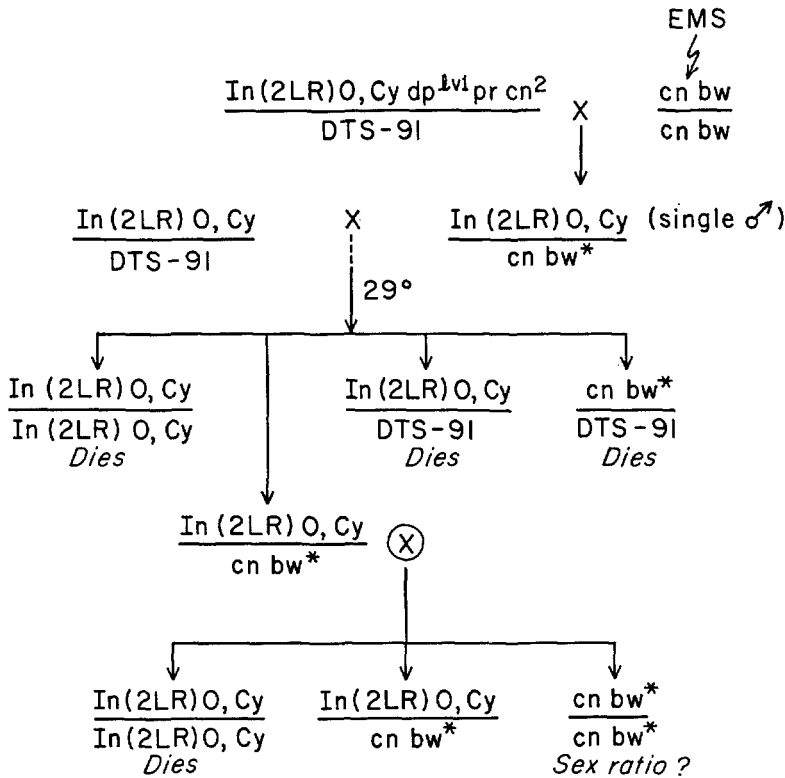 EMS
In(2LR)O, Cy dp^lvI pr cn²
DTS-91
X
cn bw
cn bw
In(2LR) O, Cy
DTS-91
X
In(2LR) O, Cy (single ♂)
cn bw*
29°
In (2LR) O, Cy
In (2LR) O, Cy
Dies
In(2LR) O, Cy
DTS-91
Dies
cn bw*
DTS-91
Dies
In (2LR) O, Cy
cn bw*
X
In(2LR)O, Cy
In(2LR)O, Cy
Dies
In(2LR)O, Cy
cn bw*
cn bw*
cn bw*
Sex ratio ?